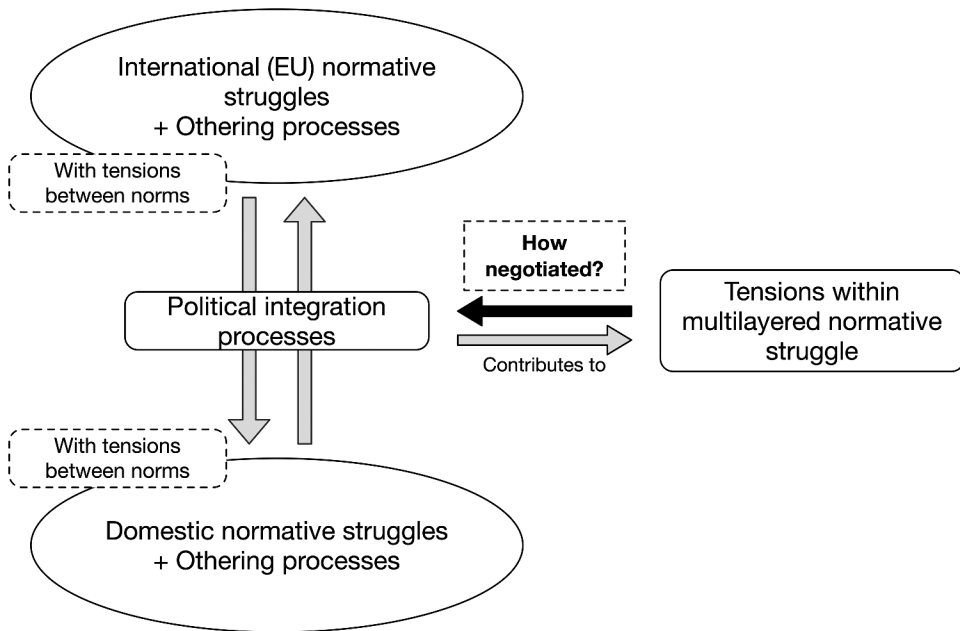 International (EU) normative
struggles
+ Othering processes
With tensions
between norms
How
negotiated?
Political integration
processes
Tensions within
multilayered normative
struggle
Contributes to
With tensions
between norms
Domestic normative struggles
+ Othering processes